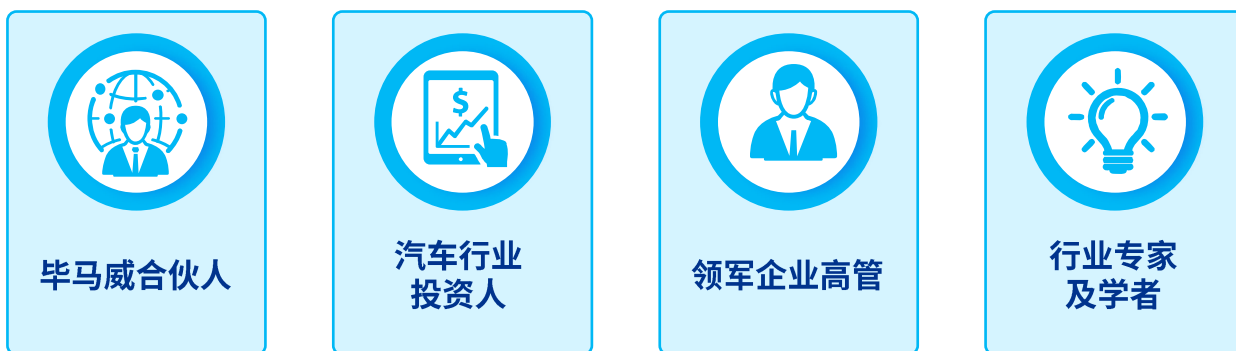 毕马威合伙人
汽车行业
投资人
领军企业高管
行业专家
及学者
$